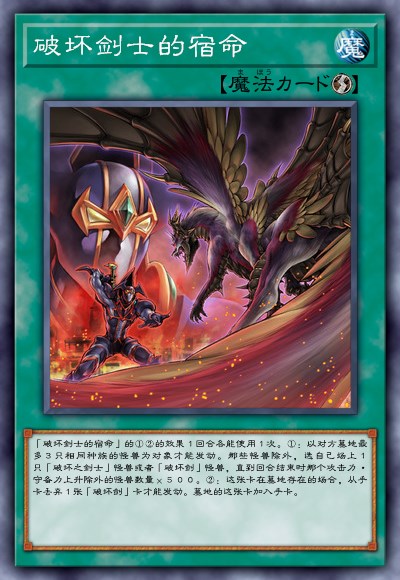 破坏剑士的宿命
魔
【魔法カード】
まほう
「破坏剑士的宿命」的①②的效果1回合各能使用1次。①：以对方墓地最
多3只相同种族的怪兽为对象才能发动。那些怪兽除外，选自己场上1
只「破坏之剑士」怪兽或者「破坏剑」怪兽，直到回合结束时那个攻击力·
守备力上升除外的怪兽数量×500。②：这张卡在墓地存在的场合，从手
卡丢弃1张「破坏剑」卡才能发动。墓地的这张卡加入手卡。